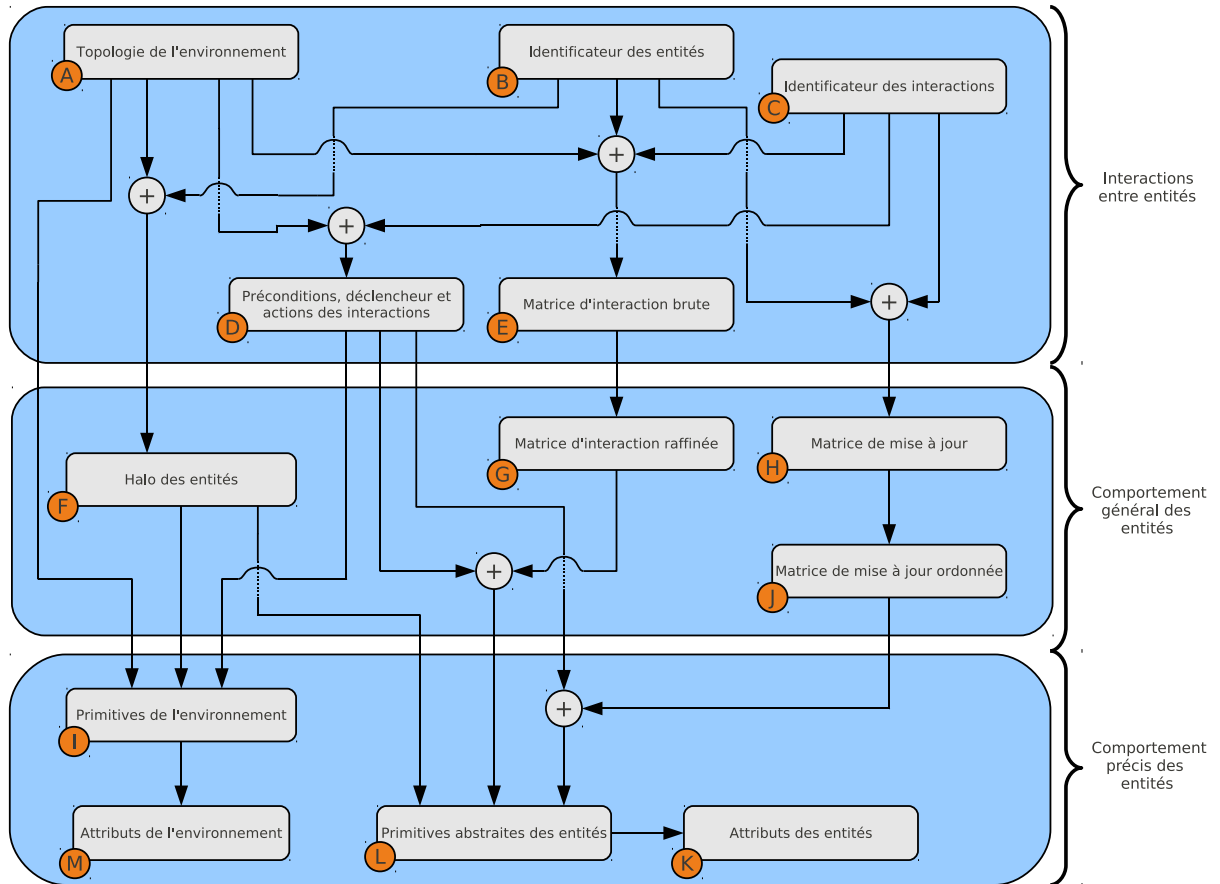 Topologie de l'environnement
A
Identificateur des entités
B
Identificateur des interactions
C
+
+
+
Interactions
entre entités
Préconditions, déclencheur et
actions des interactions
D
Matrice d'interaction brute
E
+
Matrice d'interaction raffinée
G
Matrice de mise à jour
H
Halo des entités
F
Comportement
général des
entités
+
Matrice de mise à jour ordonnée
J
Primitives de l'environnement
I
+
Comportement
précis des
entités
Attributs de l'environnement
M
Primitives abstraites des entités
L
Attributs des entités
K